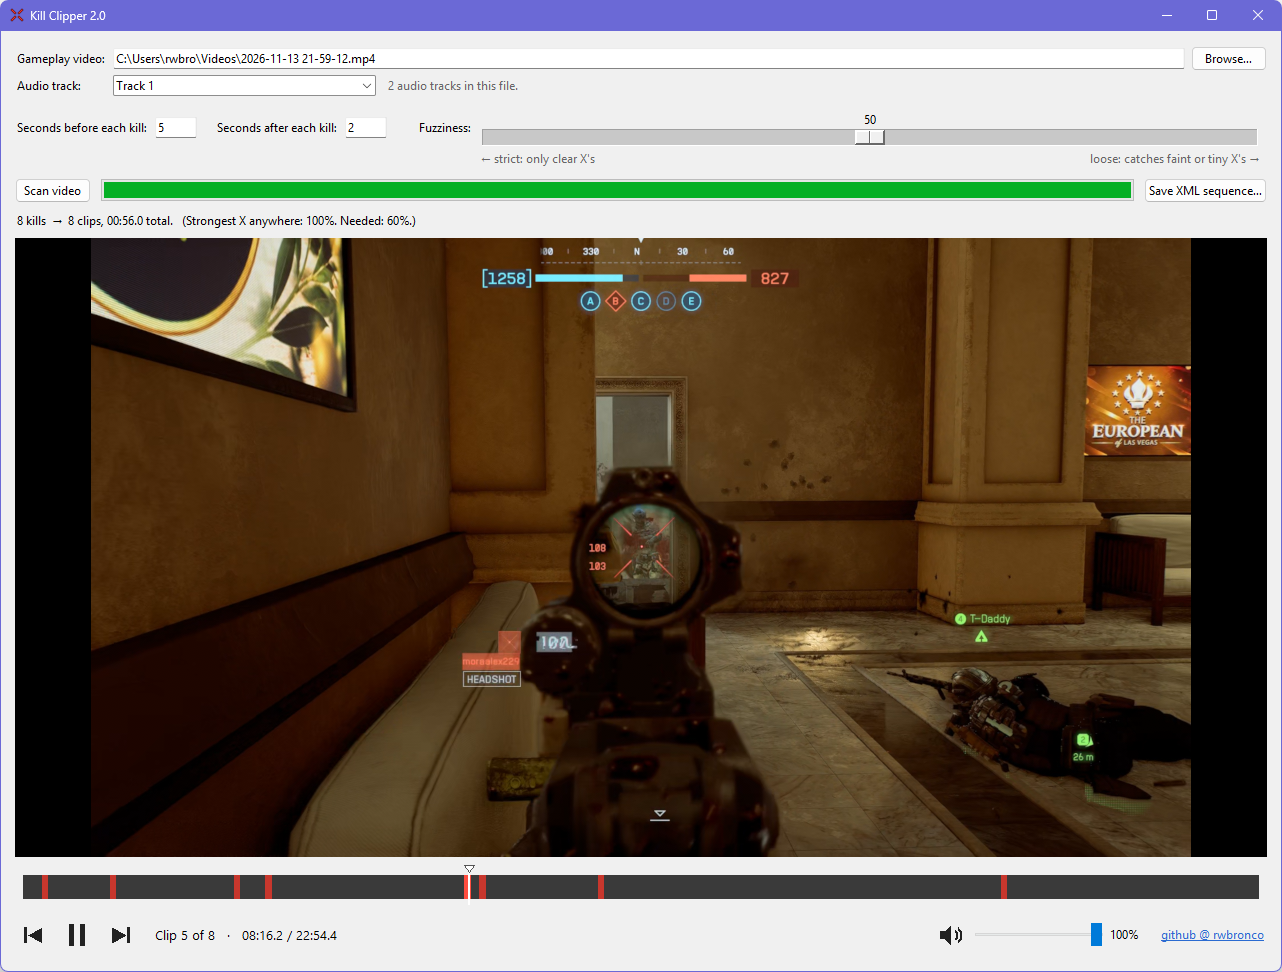 Kill Clipper 2.0
Gameplay video: C:\Users\rwbro\Videos\2026-11-13 21-59-12.mp4 Browse...
Audio track: Track 1 2 audio tracks in this file.
Seconds before each kill: 5 Seconds after each kill: 2 Fuzziness: 50
← strict: only clear X's loose: catches faint or tiny X's →
Scan video Save XML sequence...
8 kills → 8 clips, 00:56.0 total. (Strongest X anywhere: 100%. Needed: 60%.)
330 N 30 60
[1258] 827
A B C D E
THE
EUROPEAN
of LAS VEGAS
108
103
4 T-Daddy
100
HEADSHOT
2
26 m
Clip 5 of 8 · 08:16.2 / 22:54.4 100% github @ rwbronco